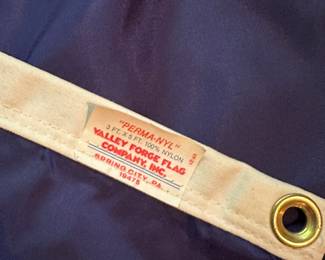 "PERMA-NYL"
3 FT. X 5 FT. 100% NYLON
VALLEY FORGE FLAG
COMPANY, INC.
SPRING CITY, PA.
19475